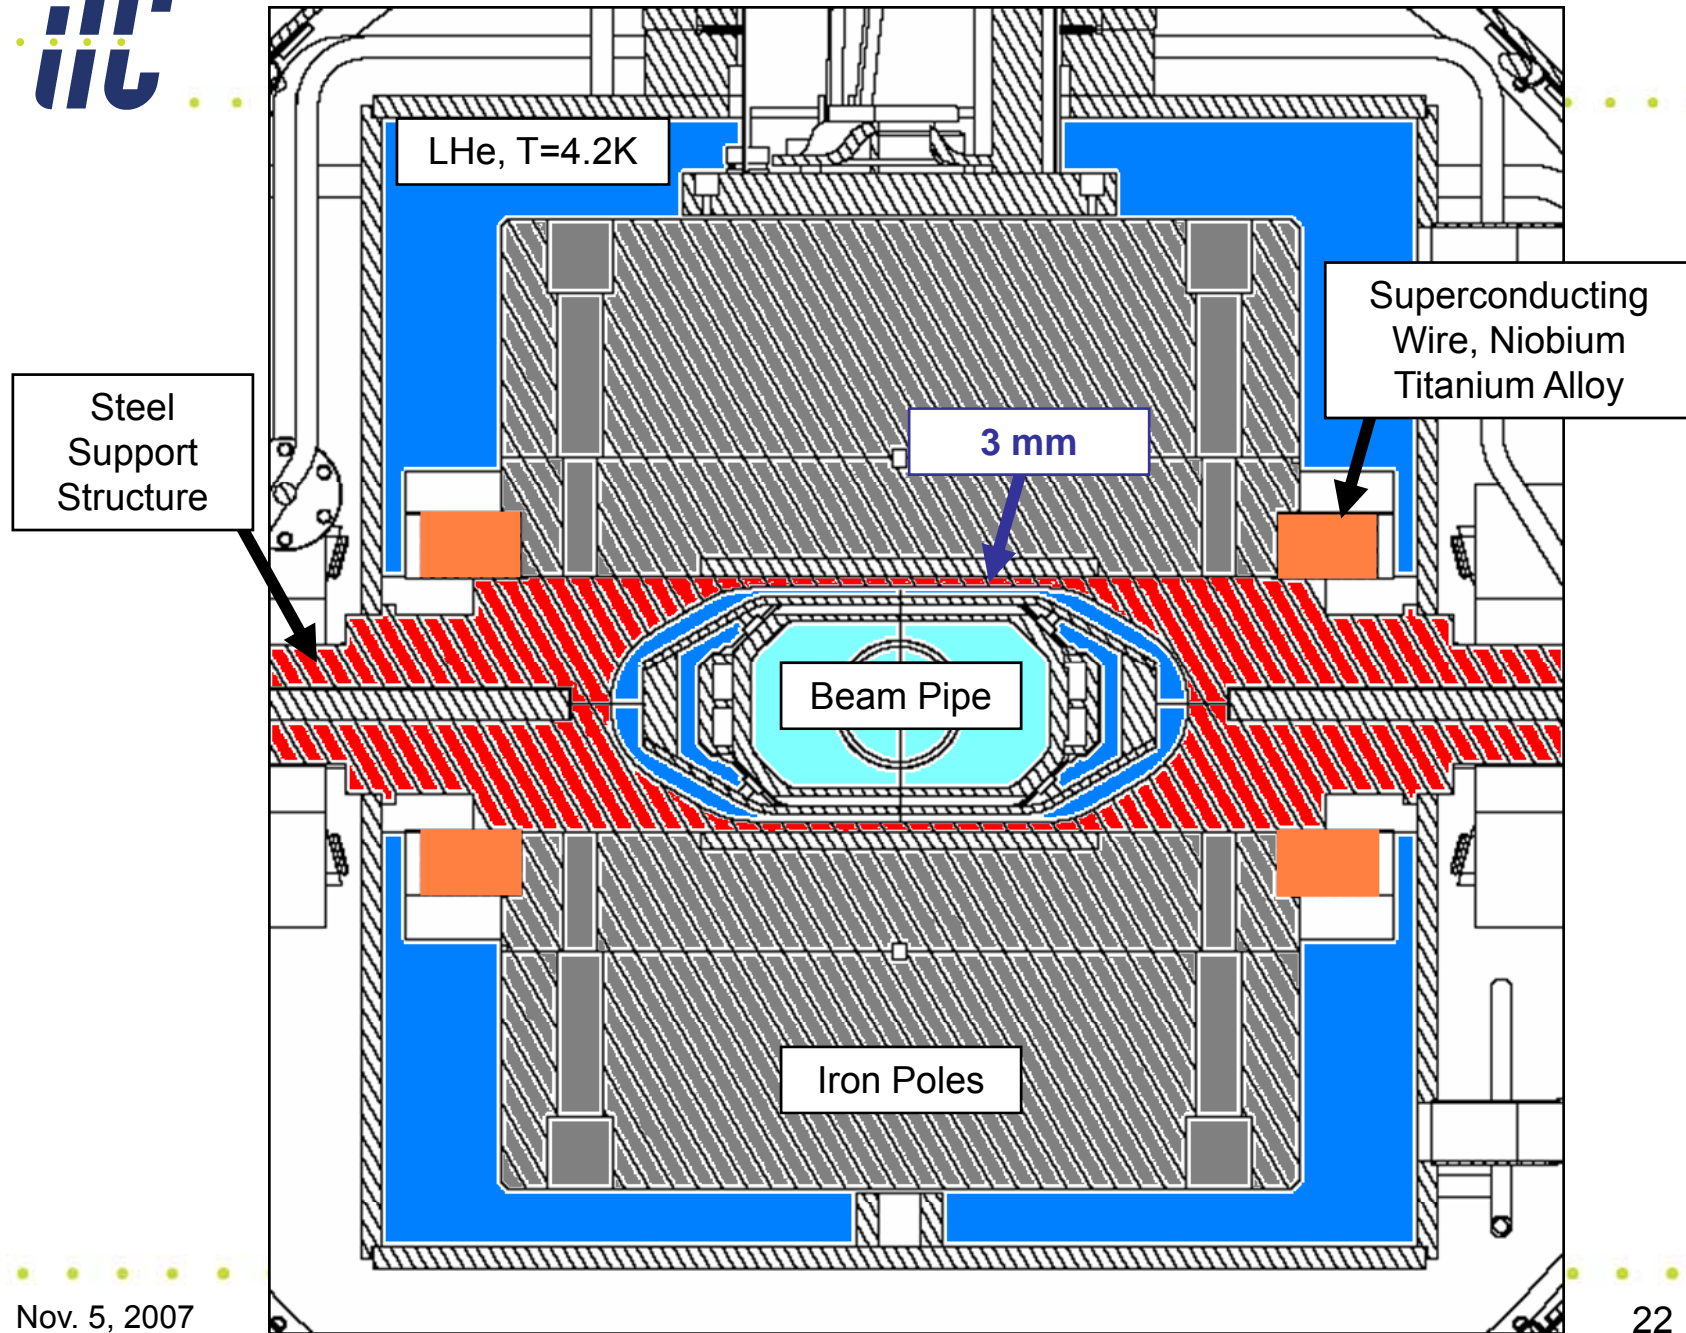 ilc
LHe, T=4.2K
Superconducting
Wire, Niobium
Titanium Alloy
Steel
Support
Structure
3 mm
Beam Pipe
Iron Poles
Nov. 5, 2007
22